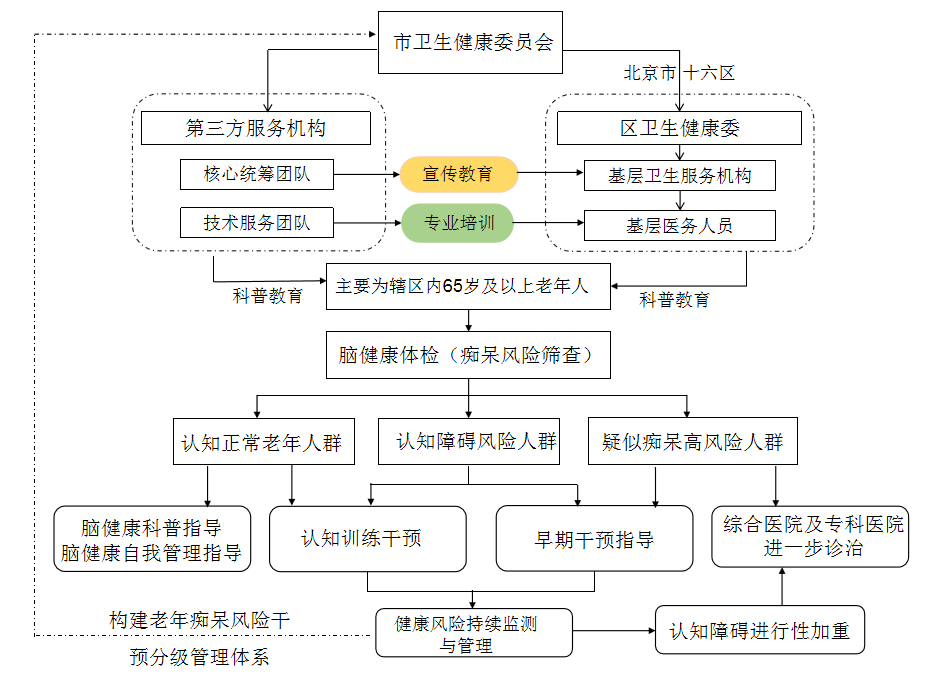 市卫生健康委员会
北京市 十六区
第三方服务机构
区卫生健康委
核心统筹团队
宣传教育
基层卫生服务机构
技术服务团队
专业培训
基层医务人员
科普教育
主要为辖区内65岁及以上老年人
科普教育
脑健康体检（痴呆风险筛查）
认知正常老年人群
认知障碍风险人群
疑似痴呆高风险人群
脑健康科普指导
脑健康自我管理指导
认知训练干预
早期干预指导
综合医院及专科医院
进一步诊治
构建老年痴呆风险干
预分级管理体系
健康风险持续监测
与管理
认知障碍进行性加重